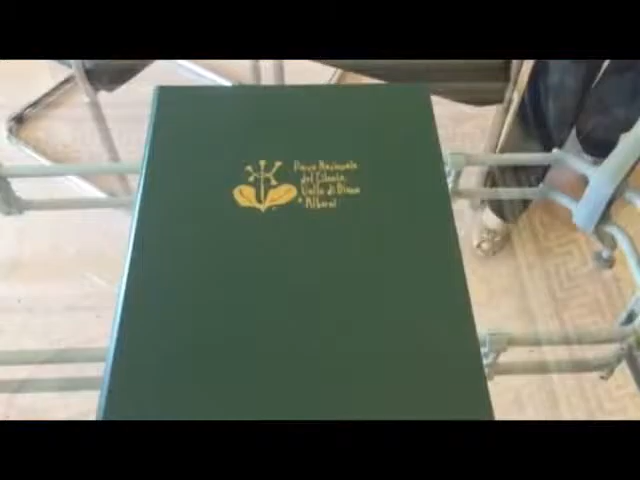 Parco Nazionale
del Cilento,
Vallo di Diano
e Alburni